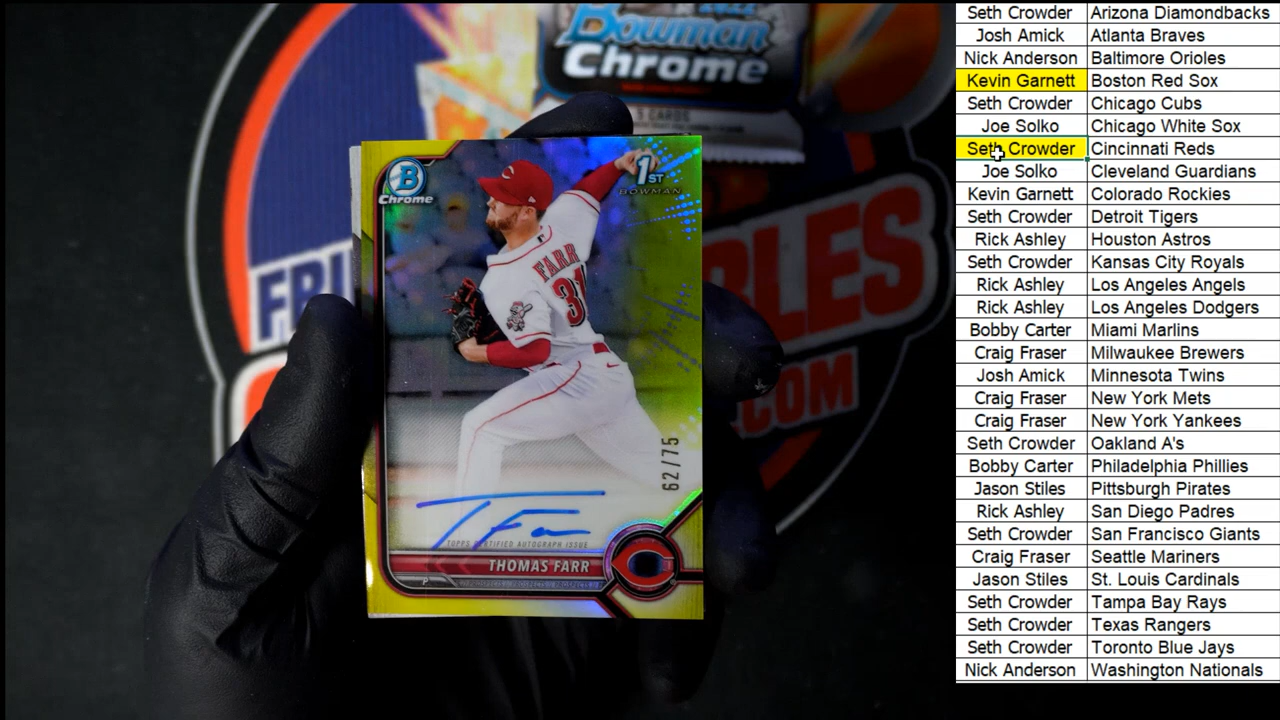 Bowman
Chrome
5 CARDS
FRI
BLES
.COM
B
Chrome
1ST
BOWMAN
FARR
31
62/75
T Farr
TOPPS CERTIFIED AUTOGRAPH ISSUE
THOMAS FARR
P
Seth Crowder Arizona Diamondbacks
Josh Amick Atlanta Braves
Nick Anderson Baltimore Orioles
Kevin Garnett Boston Red Sox
Seth Crowder Chicago Cubs
Joe Solko Chicago White Sox
Seth Crowder Cincinnati Reds
Joe Solko Cleveland Guardians
Kevin Garnett Colorado Rockies
Seth Crowder Detroit Tigers
Rick Ashley Houston Astros
Seth Crowder Kansas City Royals
Rick Ashley Los Angeles Angels
Rick Ashley Los Angeles Dodgers
Bobby Carter Miami Marlins
Craig Fraser Milwaukee Brewers
Josh Amick Minnesota Twins
Craig Fraser New York Mets
Craig Fraser New York Yankees
Seth Crowder Oakland A's
Bobby Carter Philadelphia Phillies
Jason Stiles Pittsburgh Pirates
Rick Ashley San Diego Padres
Seth Crowder San Francisco Giants
Craig Fraser Seattle Mariners
Jason Stiles St. Louis Cardinals
Seth Crowder Tampa Bay Rays
Seth Crowder Texas Rangers
Seth Crowder Toronto Blue Jays
Nick Anderson Washington Nationals